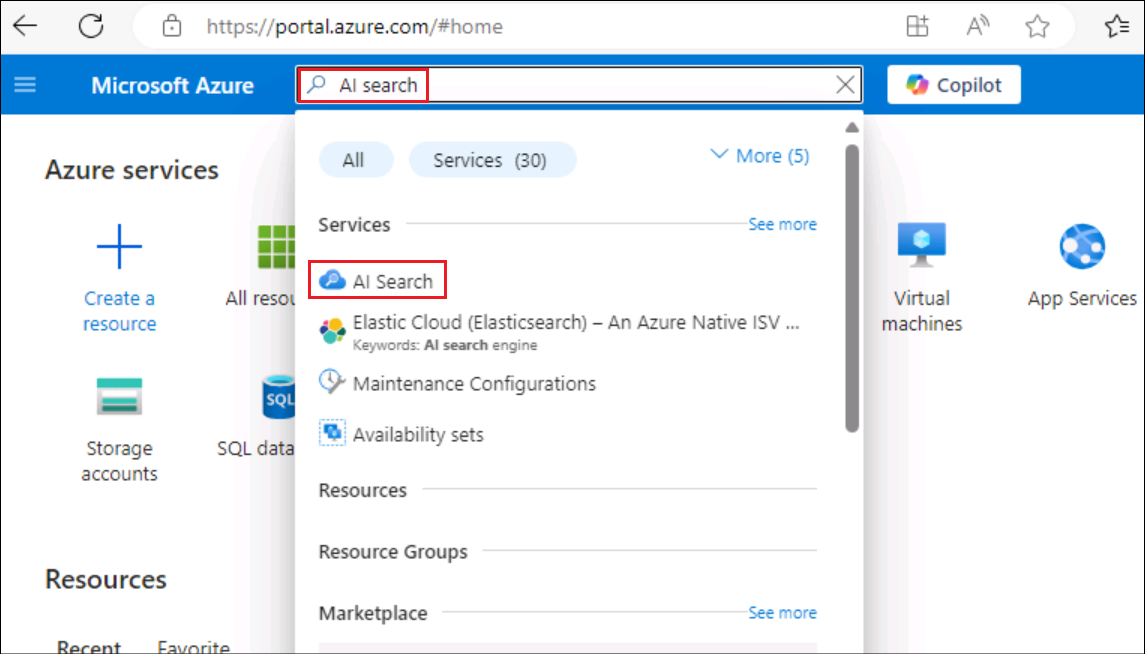 https://portal.azure.com/#home
Microsoft Azure
AI search
Copilot
All
Services (30)
More (5)
Azure services
Services
See more
Create a
resource
All resou
AI Search
Elastic Cloud (Elasticsearch) – An Azure Native ISV ...
Keywords: AI search engine
Maintenance Configurations
Availability sets
Virtual
machines
App Services
Storage
accounts
SQL
SQL data
Resources
Resource Groups
Marketplace
See more
Resources
Recent
Favorite